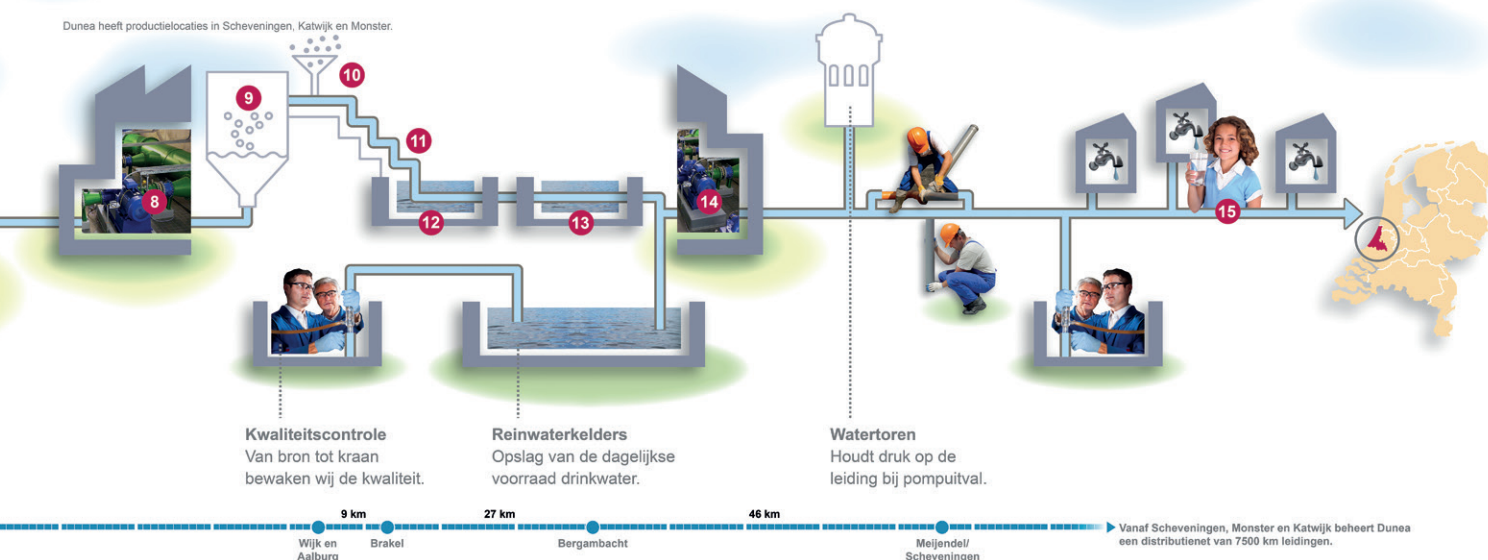 Dunea heeft productielocaties in Scheveningen, Katwijk en Monster.
10
9
11
8
14
12
13
15
Kwaliteitscontrole
Van bron tot kraan
bewaken wij de kwaliteit.
Reinwaterkelders
Opslag van de dagelijkse
voorraad drinkwater.
Watertoren
Houdt druk op de
leiding bij pompuitval.
9 km
27 km
46 km
Wijk en
Aalburg
Brakel
Bergambacht
Meijendel/
Scheveningen
Vanaf Scheveningen, Monster en Katwijk beheert Dunea
een distributienet van 7500 km leidingen.